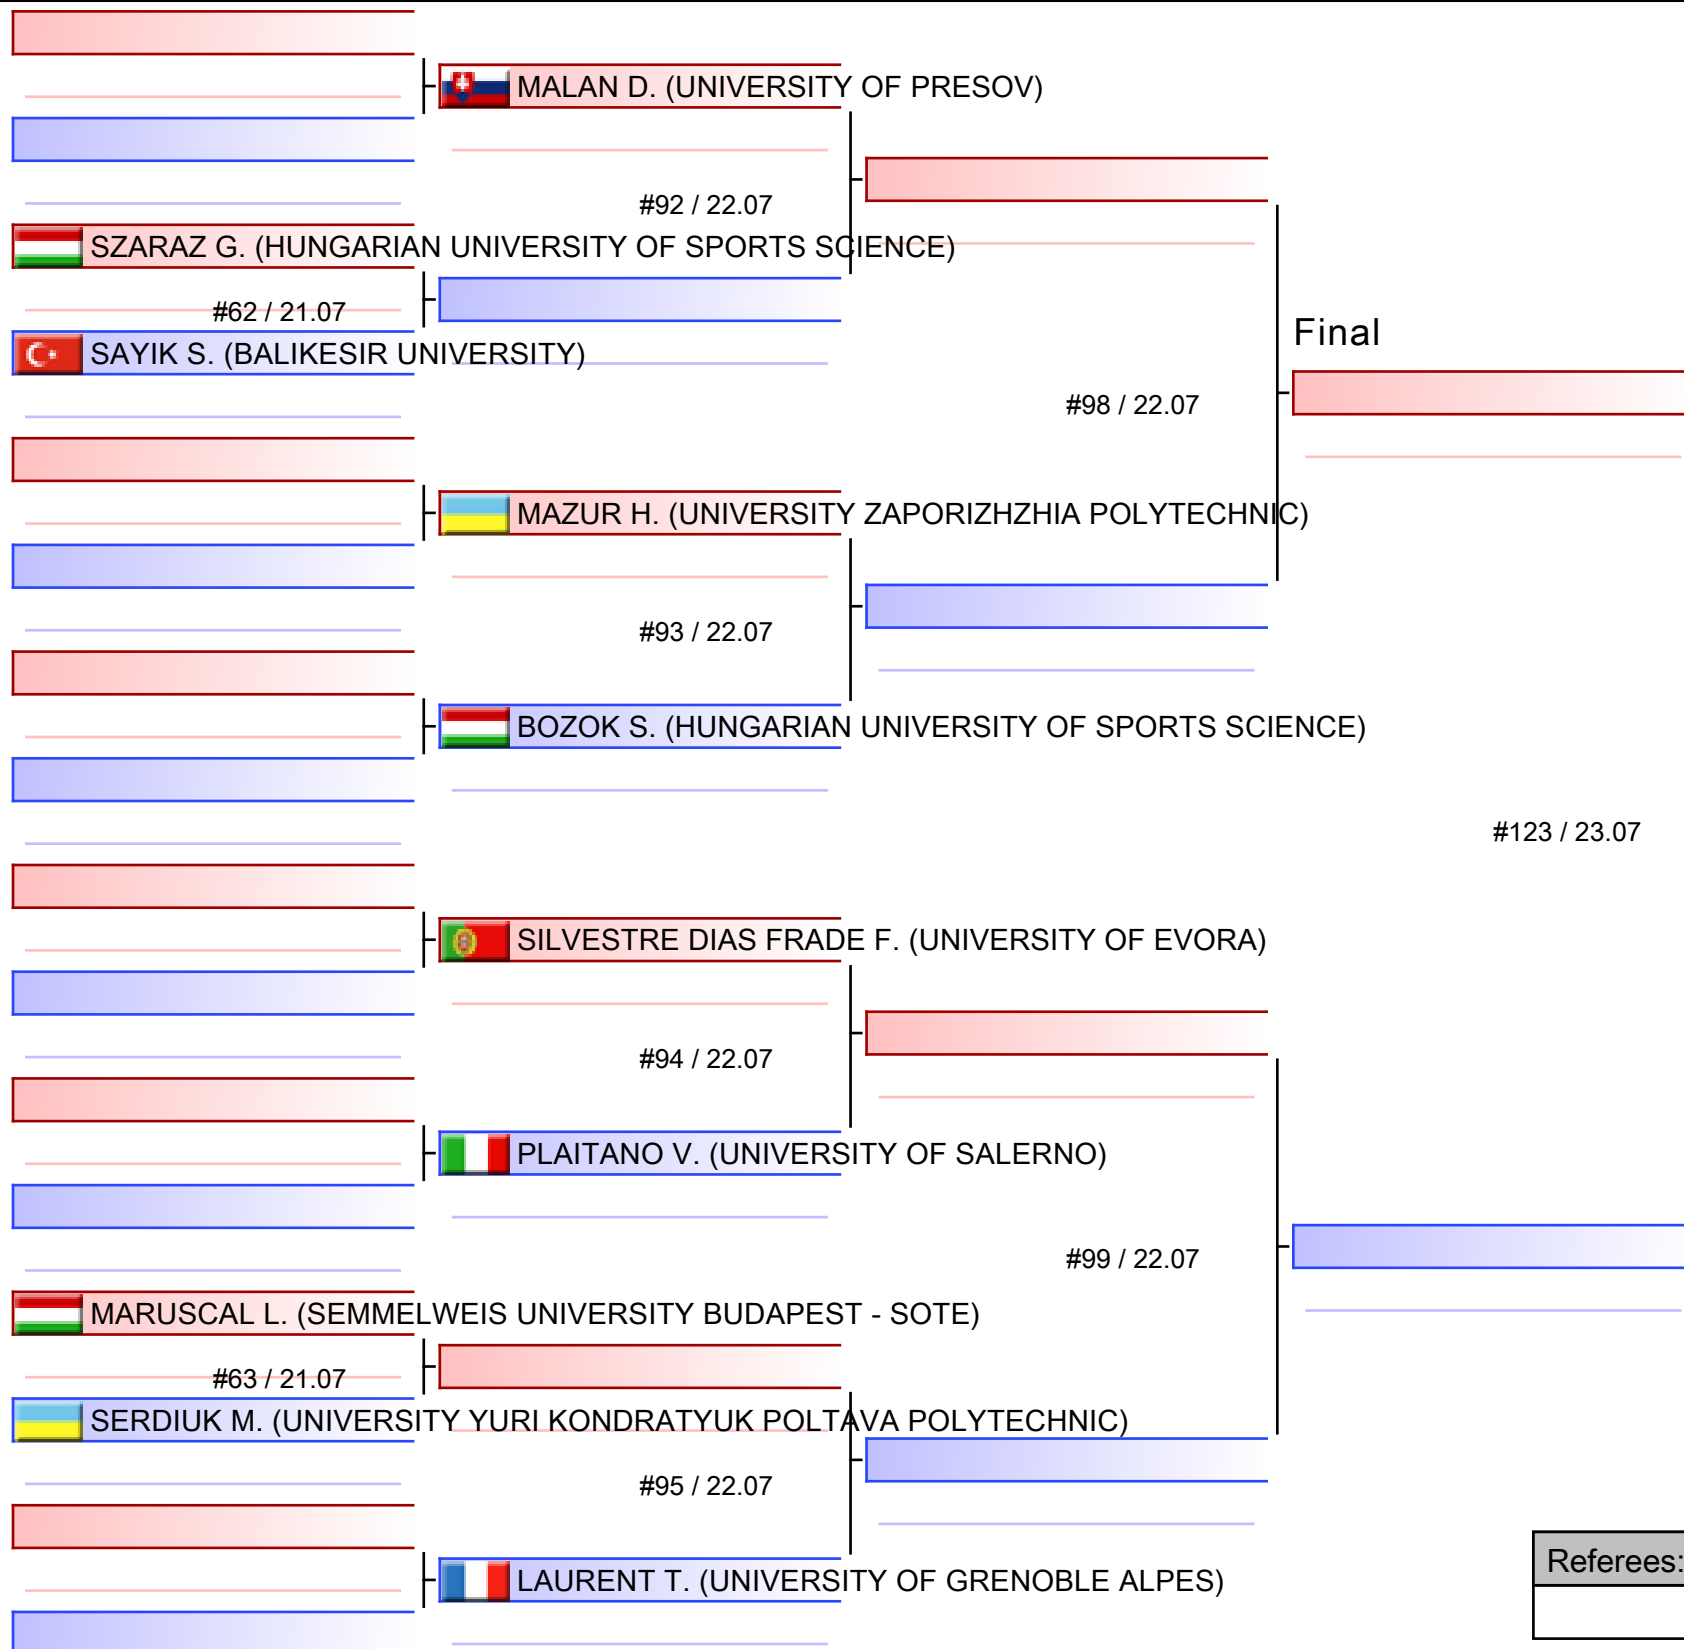 MALAN D. (UNIVERSITY OF PRESOV)
#92 / 22.07
SZARAZ G. (HUNGARIAN UNIVERSITY OF SPORTS SCIENCE)
#62 / 21.07
SAYIK S. (BALIKESIR UNIVERSITY)
Final
#98 / 22.07
MAZUR H. (UNIVERSITY ZAPORIZHZHIA POLYTECHNIC)
#93 / 22.07
BOZOK S. (HUNGARIAN UNIVERSITY OF SPORTS SCIENCE)
#123 / 23.07
SILVESTRE DIAS FRADE F. (UNIVERSITY OF EVORA)
#94 / 22.07
PLAITANO V. (UNIVERSITY OF SALERNO)
#99 / 22.07
MARUSCAL L. (SEMMELWEIS UNIVERSITY BUDAPEST - SOTE)
#63 / 21.07
SERDIUK M. (UNIVERSITY YURI KONDRATYUK POLTAVA POLYTECHNIC)
#95 / 22.07
Referees:
LAURENT T. (UNIVERSITY OF GRENOBLE ALPES)